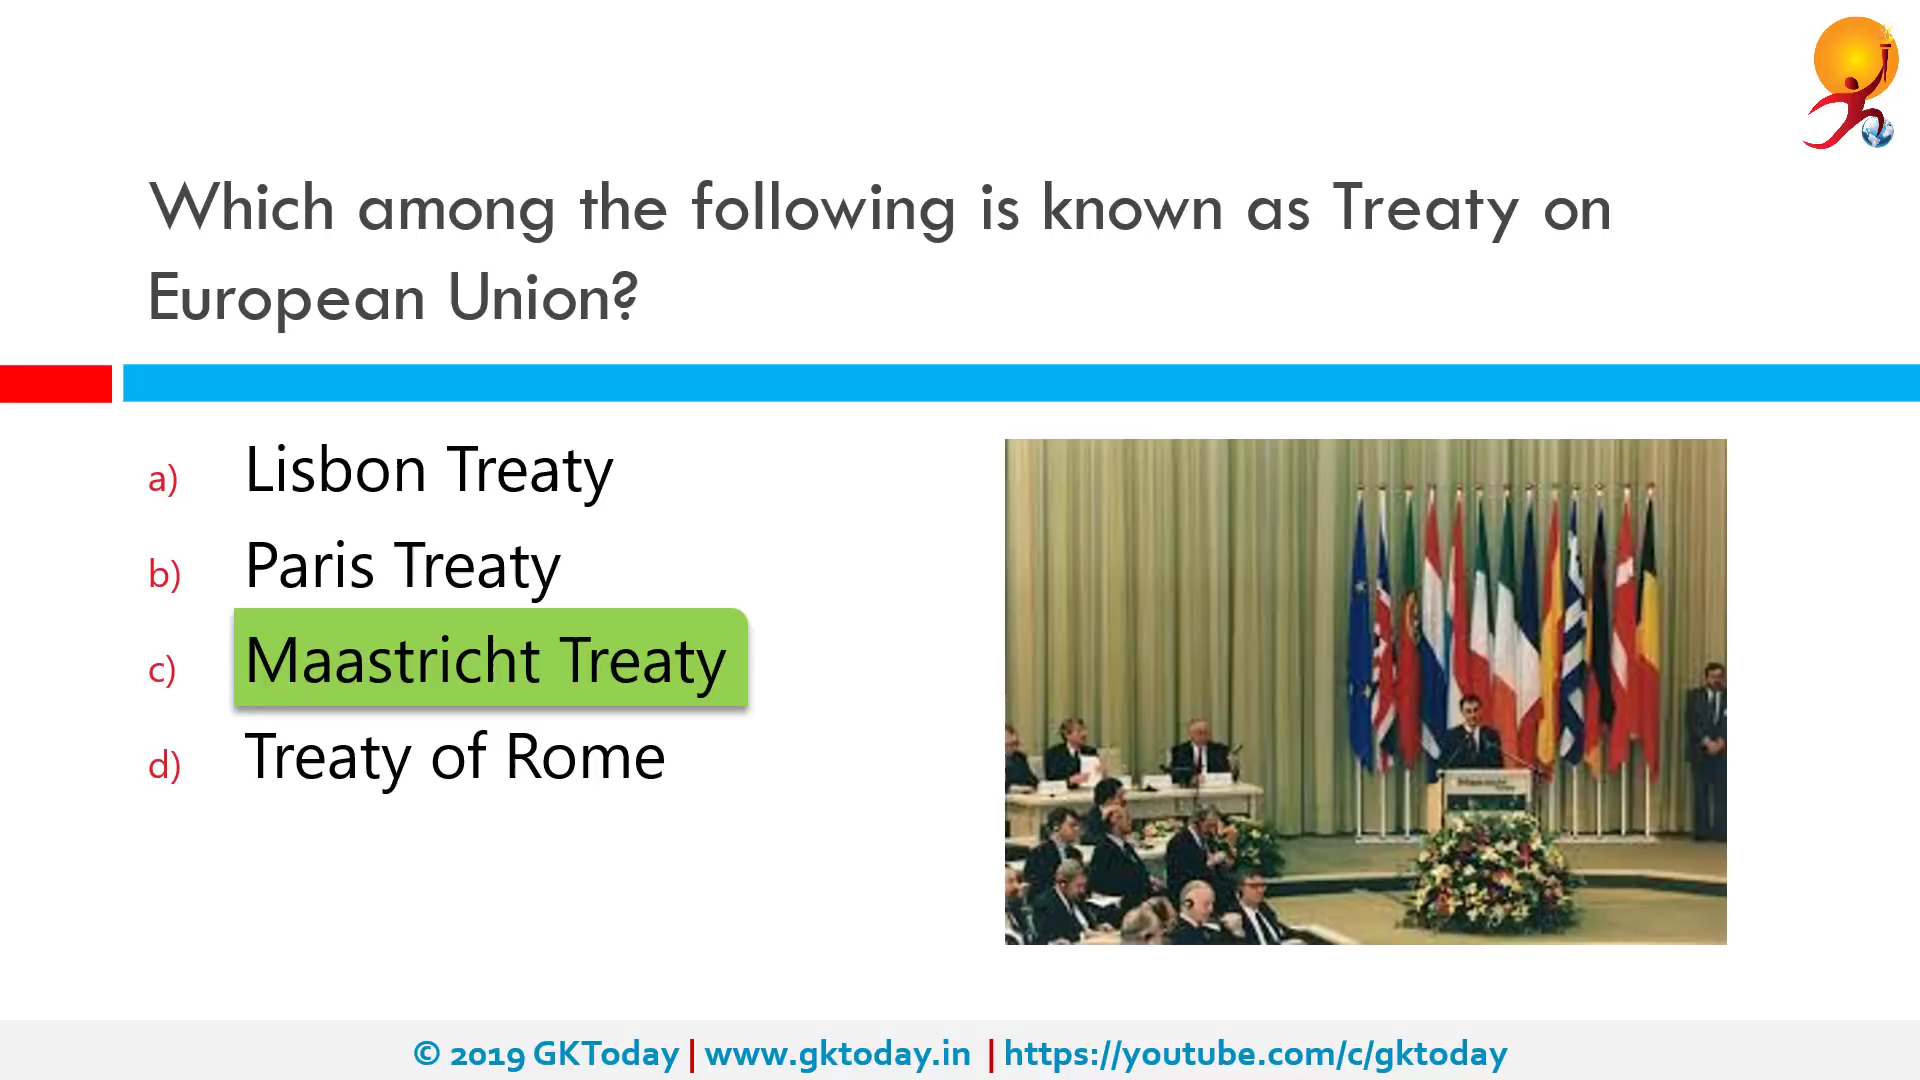 Which among the following is known as Treaty on
European Union?
a) Lisbon Treaty
b) Paris Treaty
c) Maastricht Treaty
d) Treaty of Rome
© 2019 GKToday | www.gktoday.in | https://youtube.com/c/gktoday